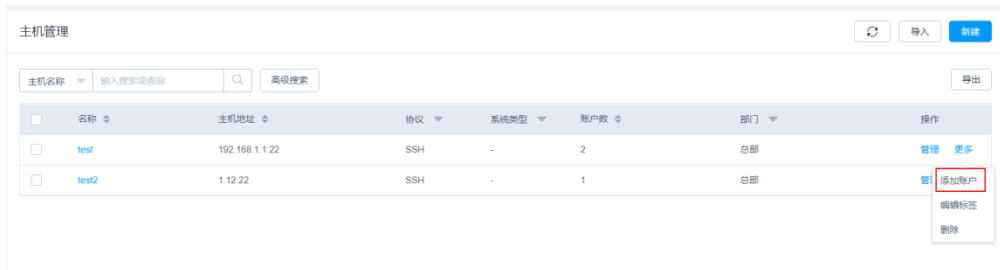 主机管理 导入 新建
主机名称 输入搜索项查询 高级搜索 导出
名称 主机地址 协议 系统类型 账户数 部门 操作
test 192.168.1.1:22 SSH - 2 总部 管理 更多
test2 1.12:22 SSH - 1 总部 管 添加账户
编辑标签
删除